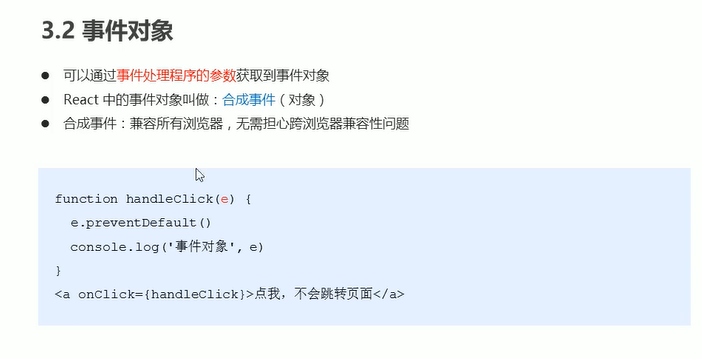 3.2 事件对象
● 可以通过事件处理程序的参数获取到事件对象
● React 中的事件对象叫做：合成事件（对象）
● 合成事件：兼容所有浏览器，无需担心跨浏览器兼容性问题
function handleClick(e) {
  e.preventDefault()
  console.log('事件对象', e)
}
<a onClick={handleClick}>点我，不会跳转页面</a>